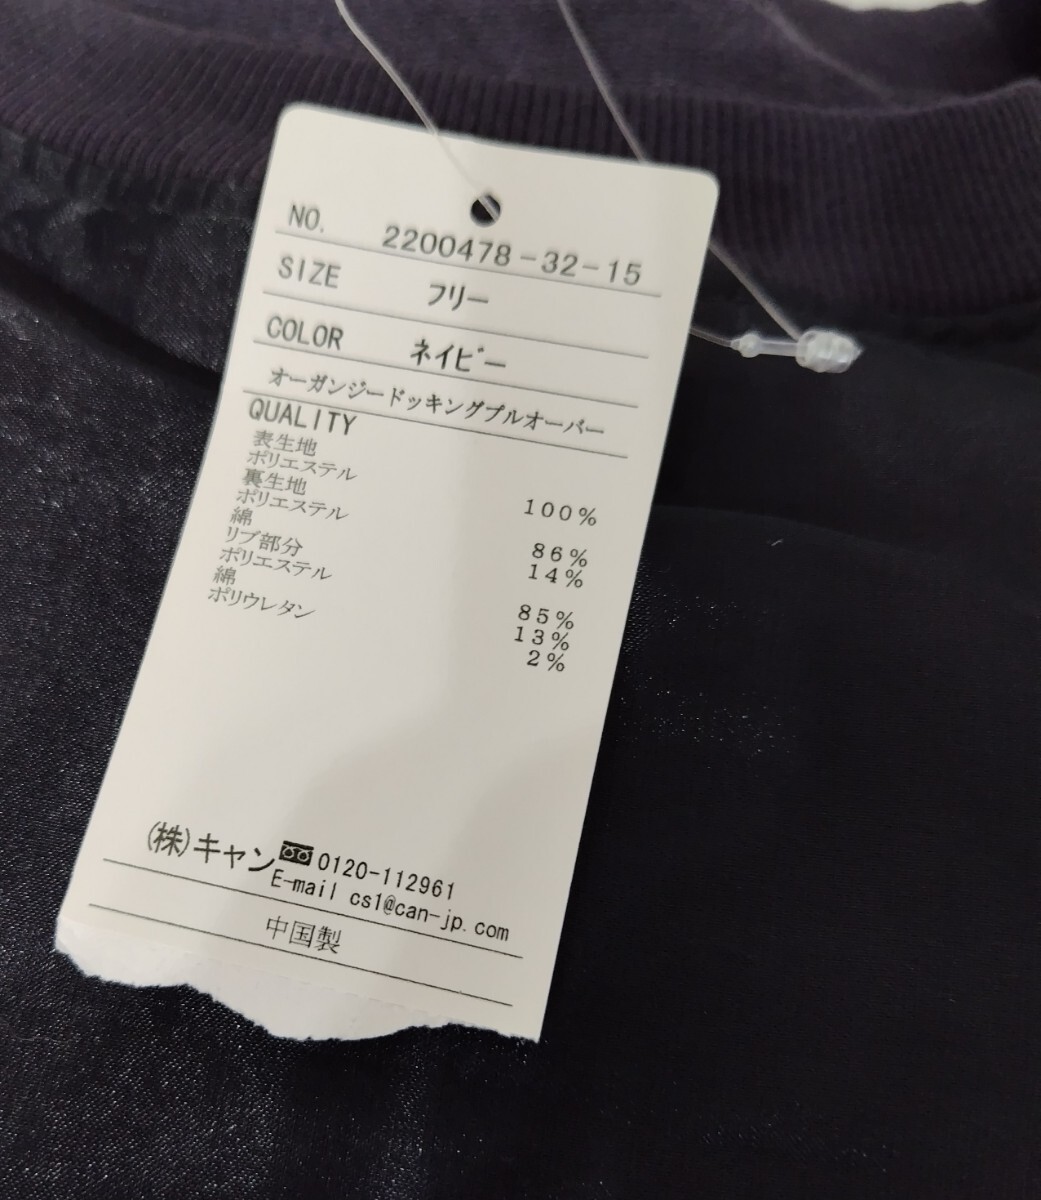 NO. 2200478-32-15
SIZE フリー
COLOR ネイビー
オーガンジードッキングプルオーバー
QUALITY
表生地
ポリエステル 100%
裏生地
ポリエステル 86%
綿 14%
リブ部分
ポリエステル 85%
綿 13%
ポリウレタン 2%
(株)キャン 0120-112961
E-mail cs1@can-jp.com
中国製